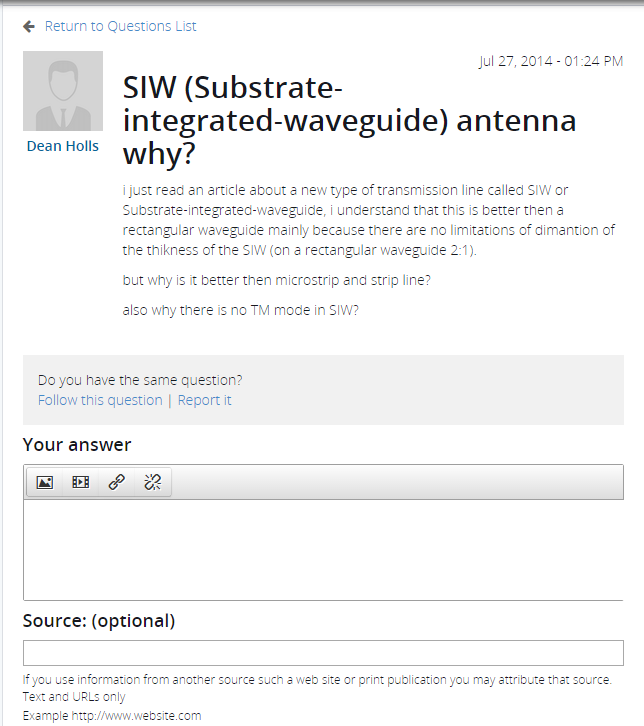 Return to Questions List
Jul 27, 2014 - 01:24 PM
SIW (Substrate-
integrated-waveguide) antenna
why?
Dean Holls
i just read an article about a new type of transmission line called SIW or
Substrate-integrated-waveguide, i understand that this is better then a
rectangular waveguide mainly because there are no limitations of dimantion of
the thikness of the SIW (on a rectangular waveguide 2:1).
but why is it better then microstrip and strip line?
also why there is no TM mode in SIW?
Do you have the same question?
Follow this question | Report it
Your answer
Source: (optional)
If you use information from another source such a web site or print publication you may attribute that source.
Text and URLs only
Example http://www.website.com